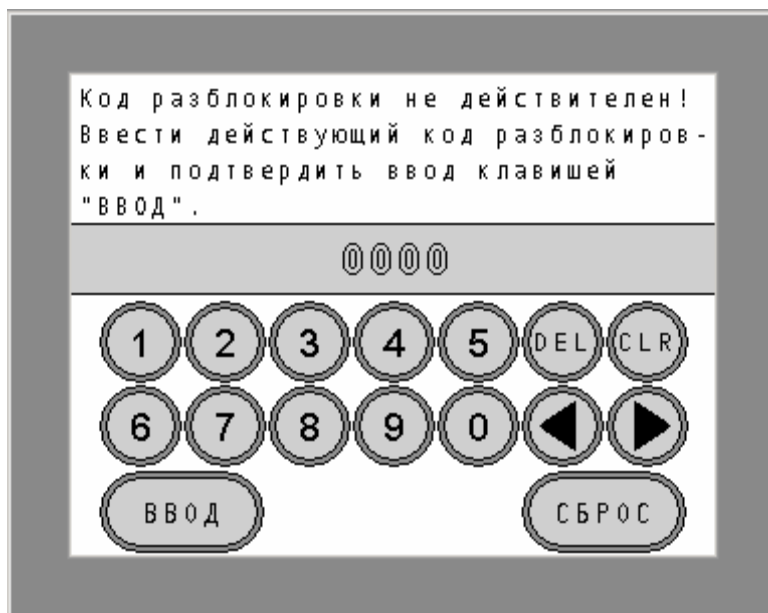 Код разблокировки не действителен!
Ввести действующий код разблокиров-
ки и подтвердить ввод клавишей
"ВВОД".
0000
1 2 3 4 5 DEL CLR
6 7 8 9 0
ВВОД СБРОС